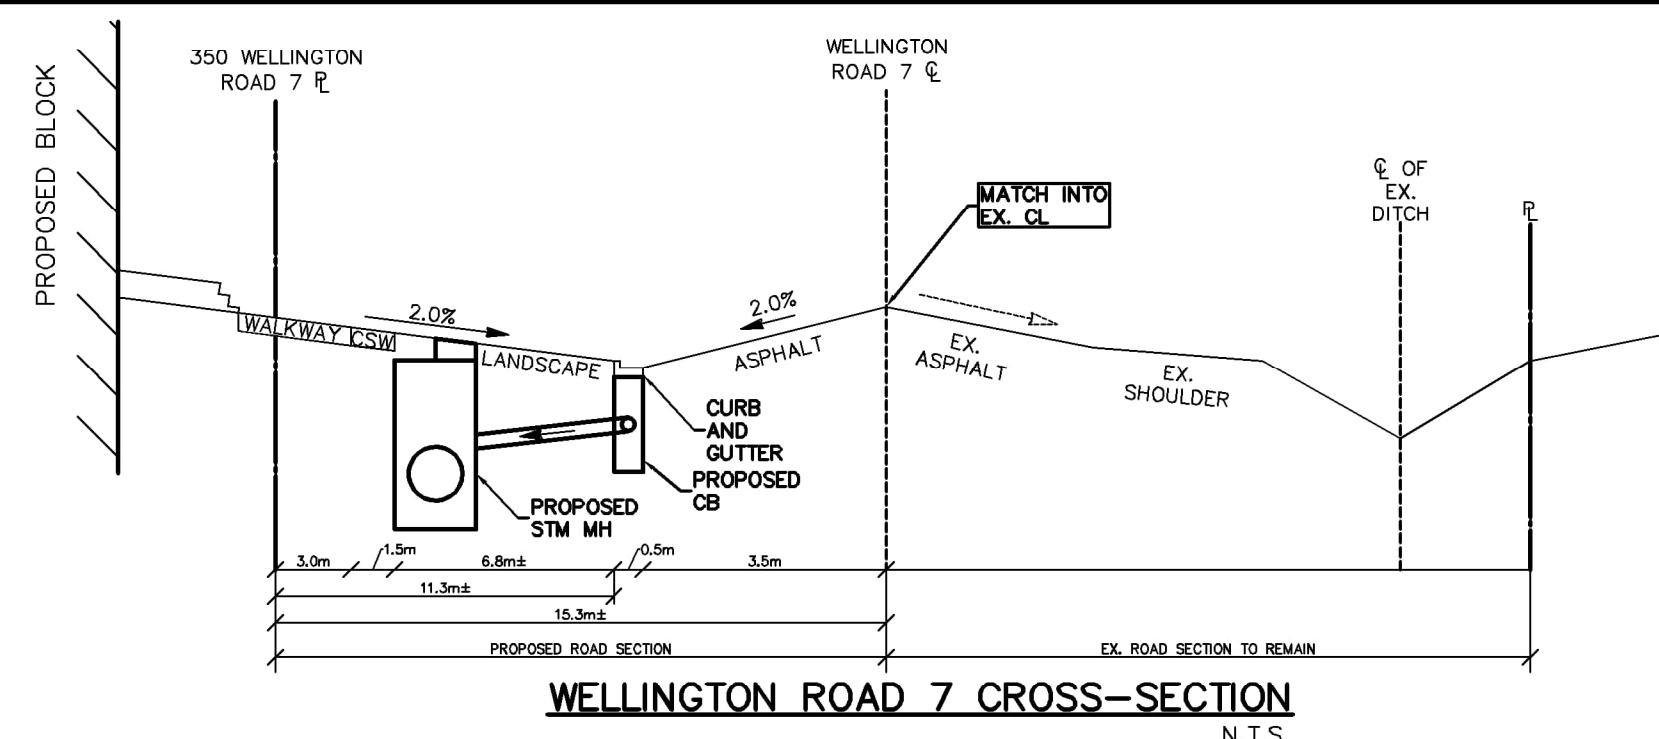 350 WELLINGTON
ROAD 7 ⅊
WELLINGTON
ROAD 7 ℄
PROPOSED BLOCK
℄ OF
EX.
DITCH
⅊
MATCH INTO
EX. CL
2.0%
2.0%
WALKWAY
CSW
LANDSCAPE
ASPHALT
EX.
ASPHALT
EX.
SHOULDER
CURB
AND
GUTTER
PROPOSED
CB
PROPOSED
STM MH
3.0m
1.5m
6.8m±
0.5m
3.5m
11.3m±
15.3m±
PROPOSED ROAD SECTION
EX. ROAD SECTION TO REMAIN
WELLINGTON ROAD 7 CROSS-SECTION
N.T.S.